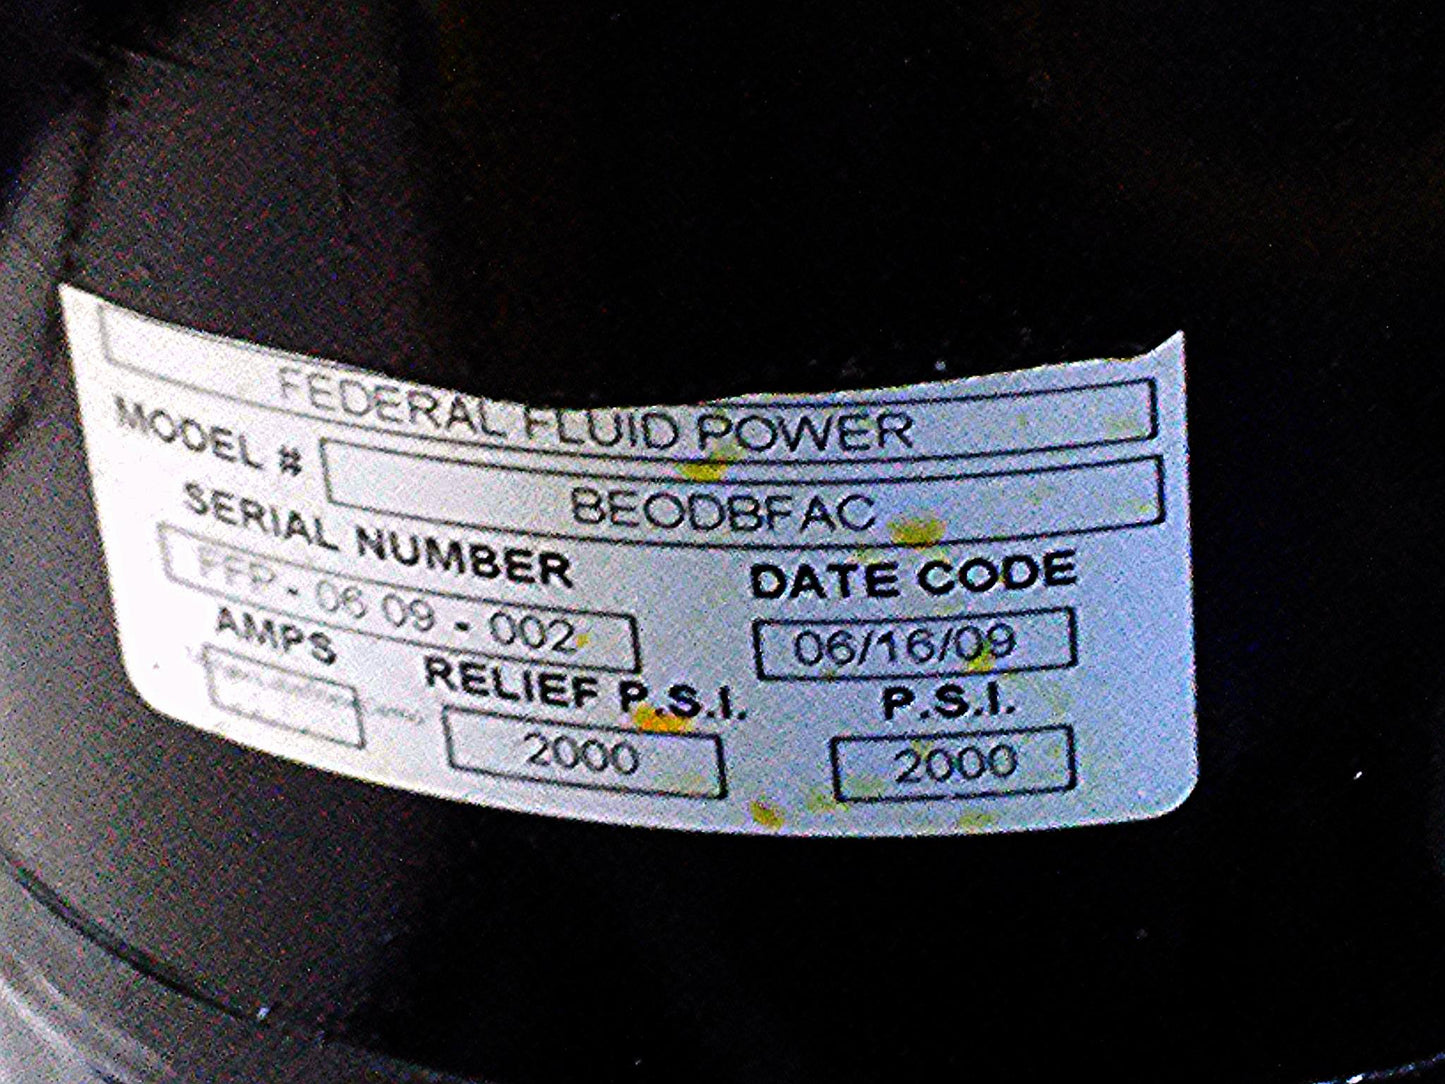 FEDERAL FLUID POWER
MODEL # BEODBFAC
SERIAL NUMBER DATE CODE
FFP - 06 09 - 002 06/16/09
AMPS RELIEF P.S.I. P.S.I.
2000 2000